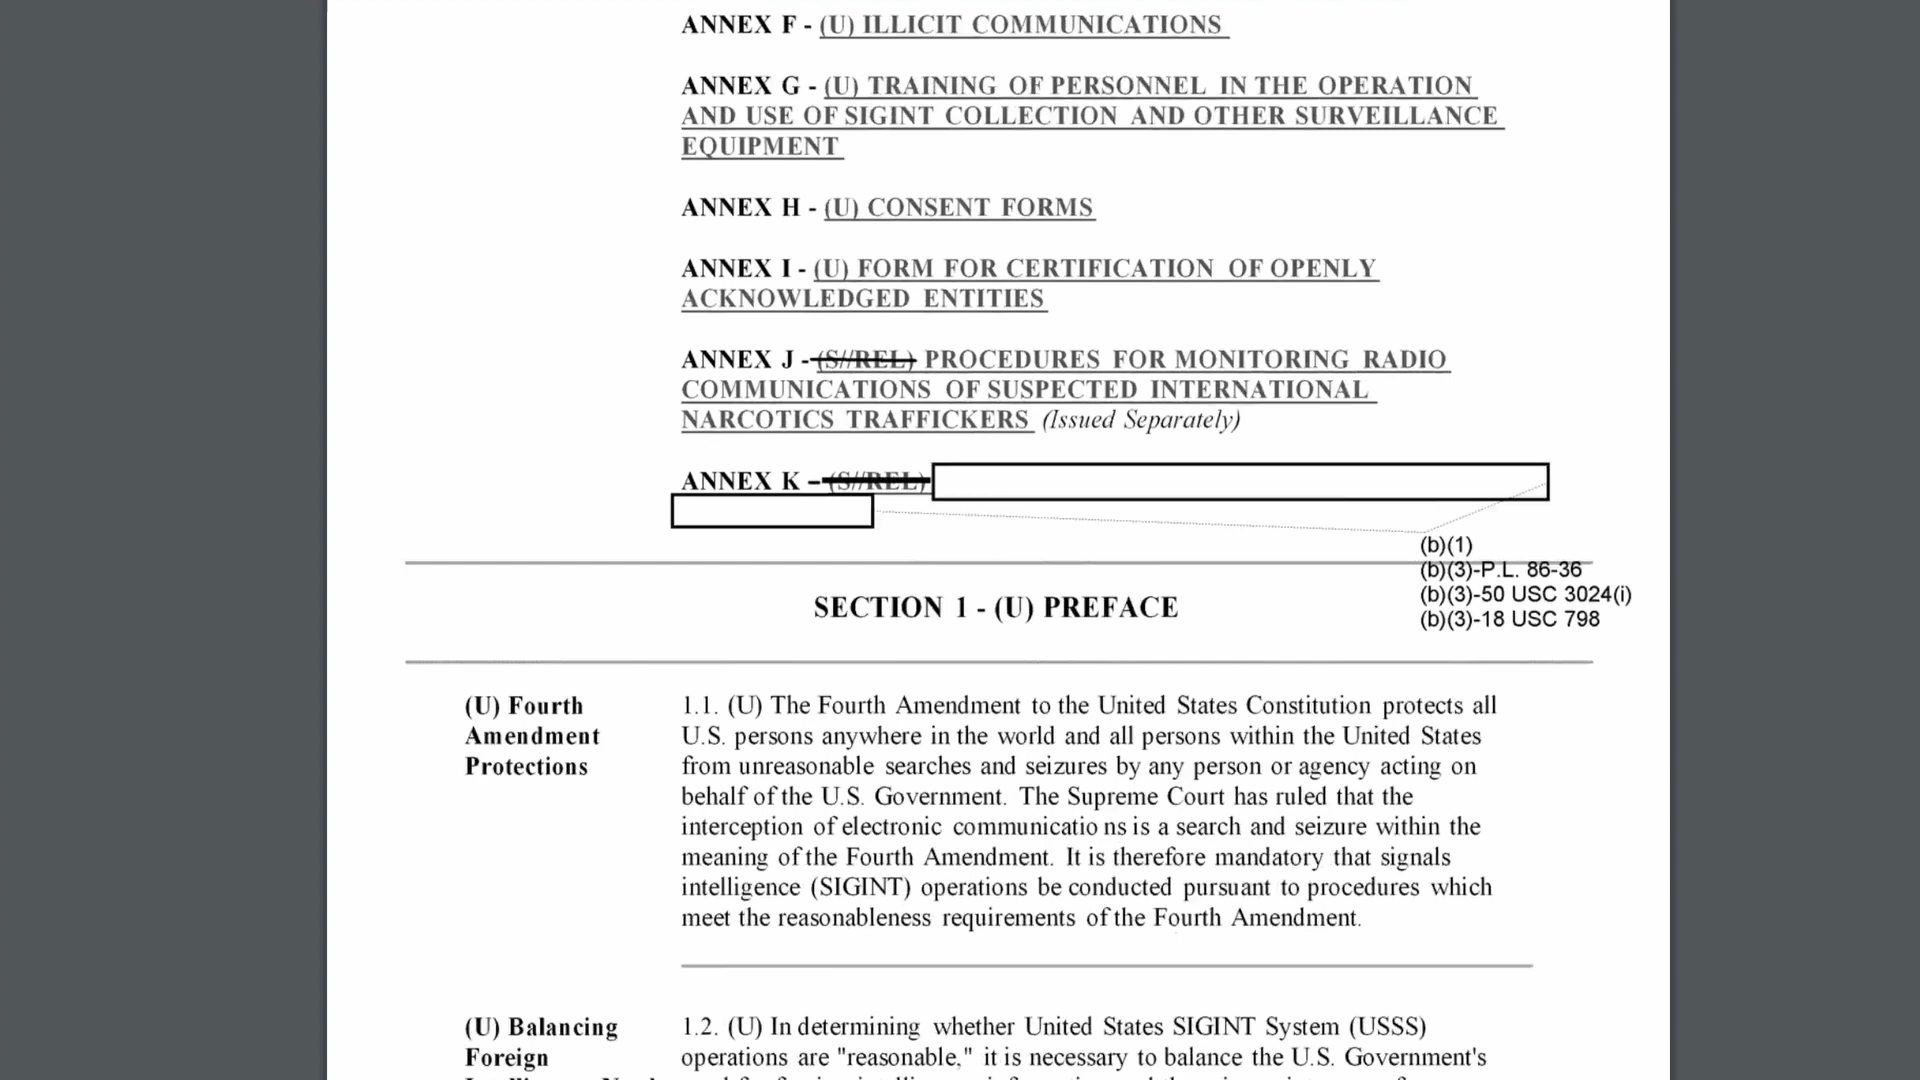 ANNEX F - (U) ILLICIT COMMUNICATIONS
ANNEX G - (U) TRAINING OF PERSONNEL IN THE OPERATION
AND USE OF SIGINT COLLECTION AND OTHER SURVEILLANCE
EQUIPMENT
ANNEX H - (U) CONSENT FORMS
ANNEX I - (U) FORM FOR CERTIFICATION OF OPENLY
ACKNOWLEDGED ENTITIES
ANNEX J - (S//REL) PROCEDURES FOR MONITORING RADIO
COMMUNICATIONS OF SUSPECTED INTERNATIONAL
NARCOTICS TRAFFICKERS (Issued Separately)
ANNEX K – (S//REL)
(b)(1)
(b)(3)-P.L. 86-36
(b)(3)-50 USC 3024(i)
(b)(3)-18 USC 798
SECTION 1 - (U) PREFACE
(U) Fourth
Amendment
Protections
1.1. (U) The Fourth Amendment to the United States Constitution protects all
U.S. persons anywhere in the world and all persons within the United States
from unreasonable searches and seizures by any person or agency acting on
behalf of the U.S. Government. The Supreme Court has ruled that the
interception of electronic communications is a search and seizure within the
meaning of the Fourth Amendment. It is therefore mandatory that signals
intelligence (SIGINT) operations be conducted pursuant to procedures which
meet the reasonableness requirements of the Fourth Amendment.
(U) Balancing
Foreign
1.2. (U) In determining whether United States SIGINT System (USSS)
operations are "reasonable," it is necessary to balance the U.S. Government's